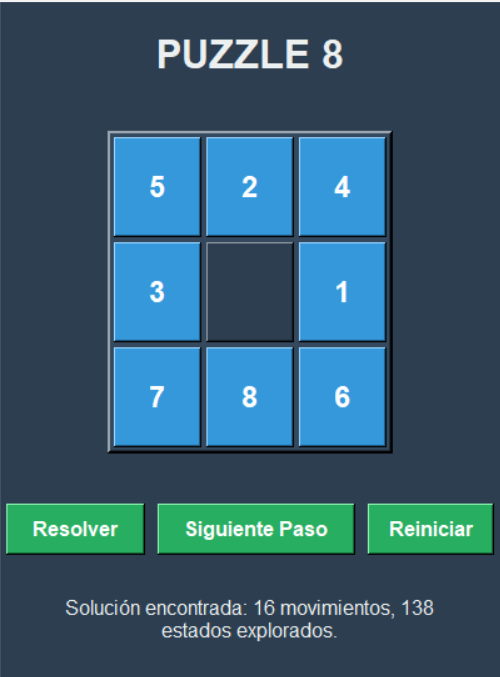 PUZZLE 8
5 2 4
3 1
7 8 6
Resolver Siguiente Paso Reiniciar
Solución encontrada: 16 movimientos, 138
estados explorados.